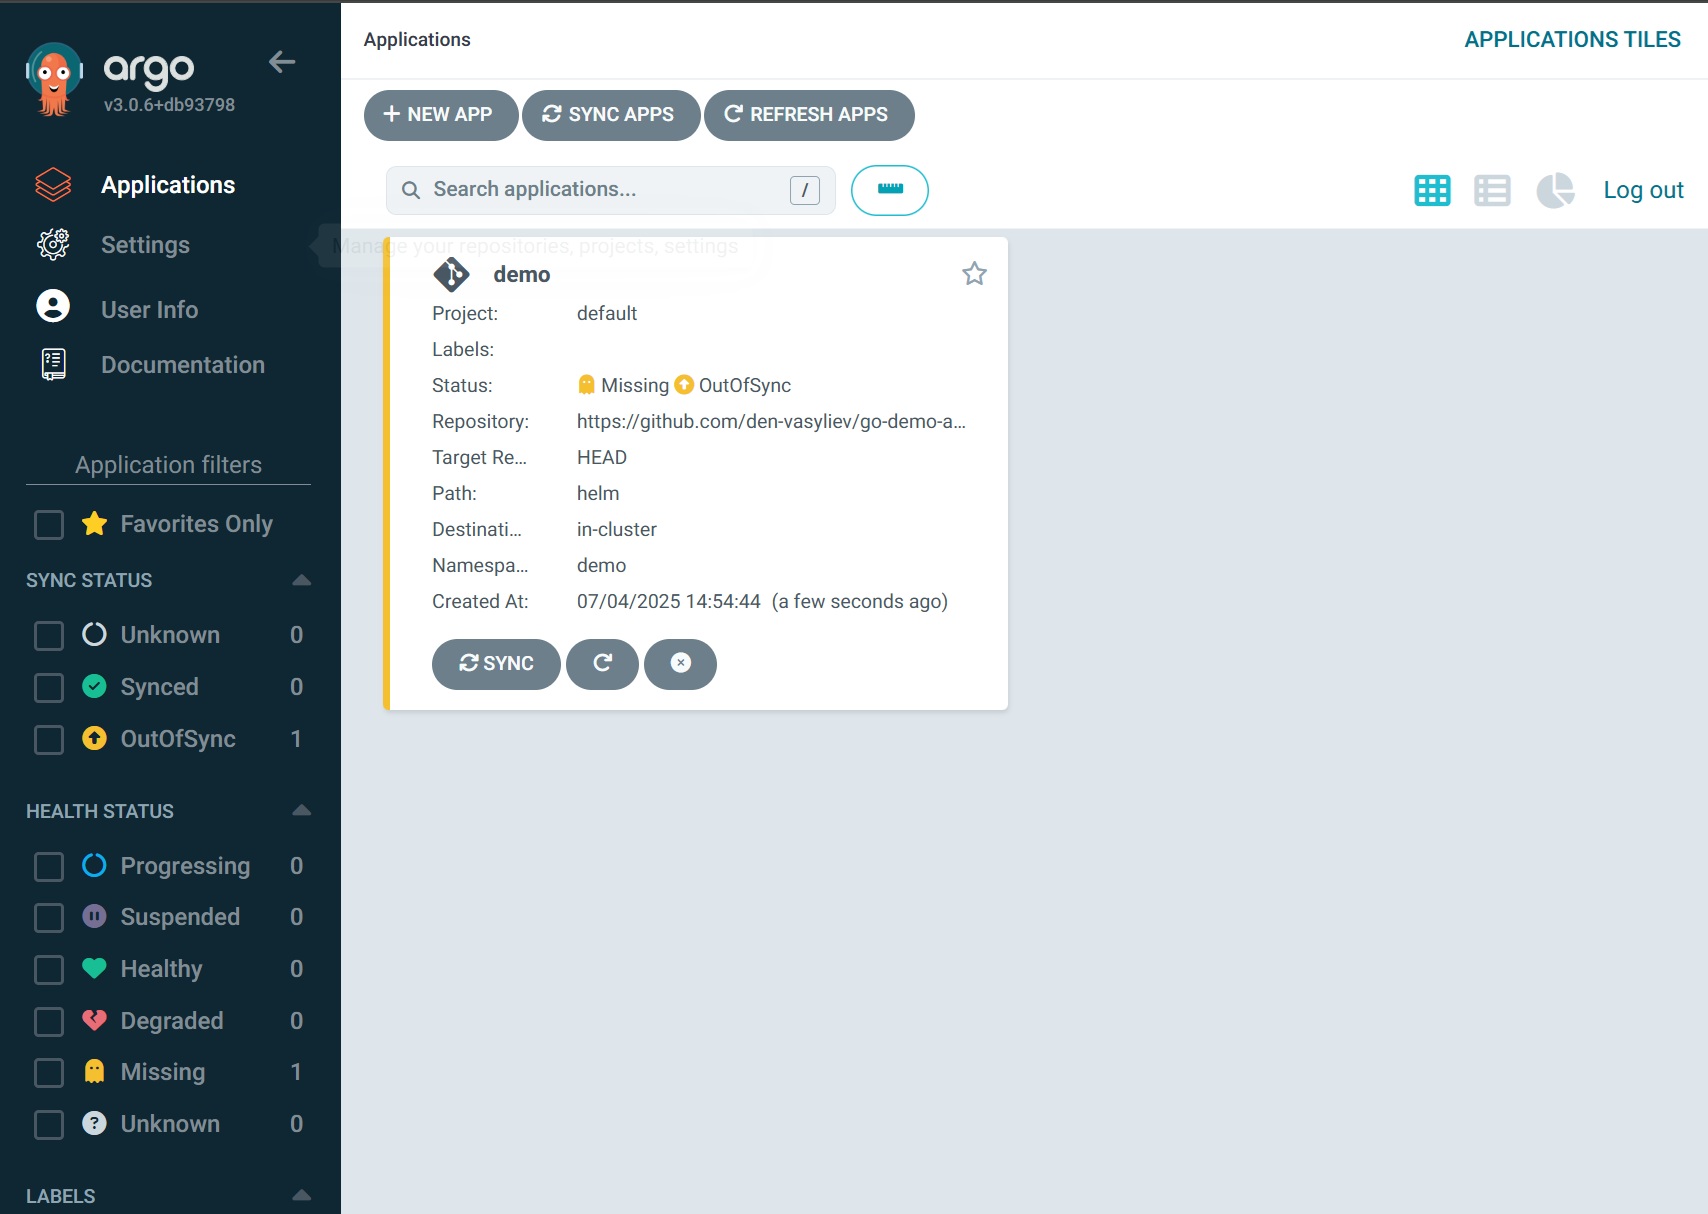 argo
v3.0.6+db93798
Applications
Settings
User Info
Documentation
Application filters
Favorites Only
SYNC STATUS
Unknown 0
Synced 0
OutOfSync 1
HEALTH STATUS
Progressing 0
Suspended 0
Healthy 0
Degraded 0
Missing 1
Unknown 0
LABELS
Applications
APPLICATIONS TILES
NEW APP SYNC APPS REFRESH APPS
Search applications... / Log out
Manage your repositories, projects, settings
demo
Project: default
Labels:
Status: Missing OutOfSync
Repository: https://github.com/den-vasyliev/go-demo-a...
Target Re... HEAD
Path: helm
Destinati... in-cluster
Namespa... demo
Created At: 07/04/2025 14:54:44 (a few seconds ago)
SYNC